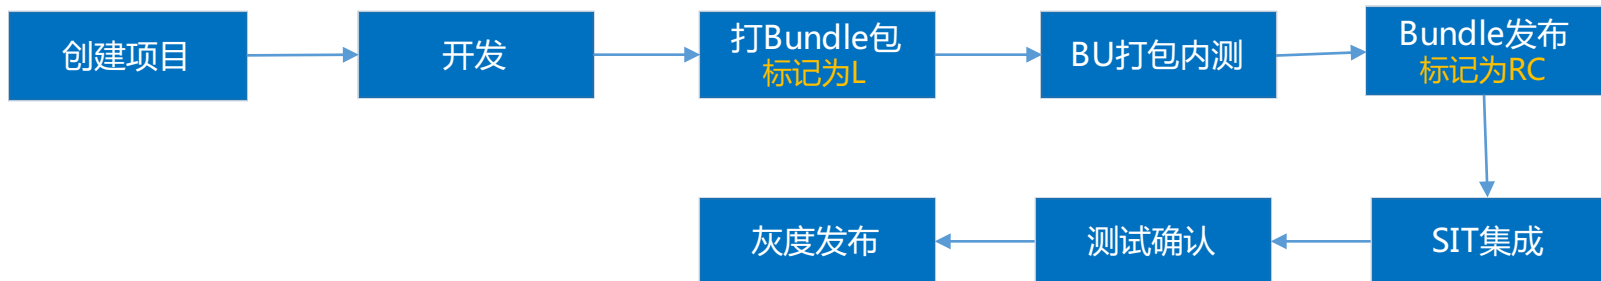 创建项目
开发
打Bundle包
标记为L
BU打包内测
Bundle发布
标记为RC
SIT集成
测试确认
灰度发布